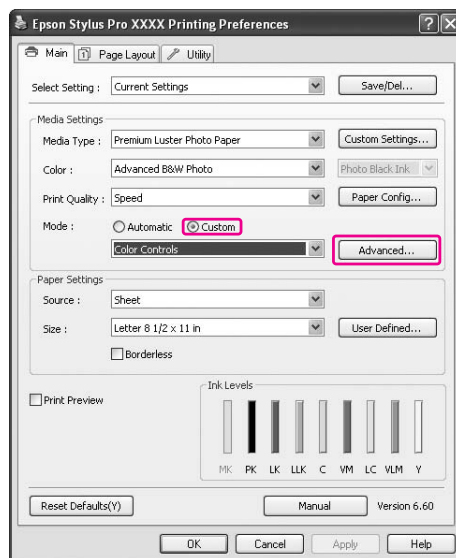 Epson Stylus Pro XXXX Printing Preferences
Main Page Layout Utility
Select Setting : Current Settings Save/Del...
Media Settings
Media Type : Premium Luster Photo Paper Custom Settings...
Color : Advanced B&W Photo Photo Black Ink
Print Quality : Speed Paper Config...
Mode : Automatic Custom
Color Controls Advanced...
Paper Settings
Source : Sheet
Size : Letter 8 1/2 x 11 in User Defined...
Borderless
Print Preview
Ink Levels
MK PK LK LLK C VM LC VLM Y
Reset Defaults(Y) Manual Version 6.60
OK Cancel Apply Help